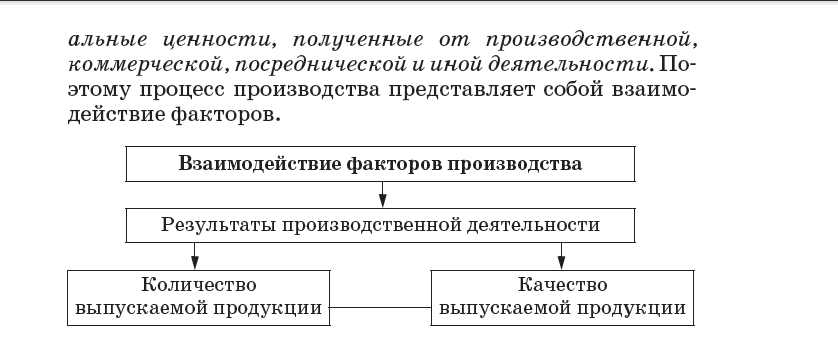 альные ценности, полученные от производственной,
коммерческой, посреднической и иной деятельности. По-
этому процесс производства представляет собой взаимо-
действие факторов.
Взаимодействие факторов производства
Результаты производственной деятельности
Количество
выпускаемой продукции
Качество
выпускаемой продукции